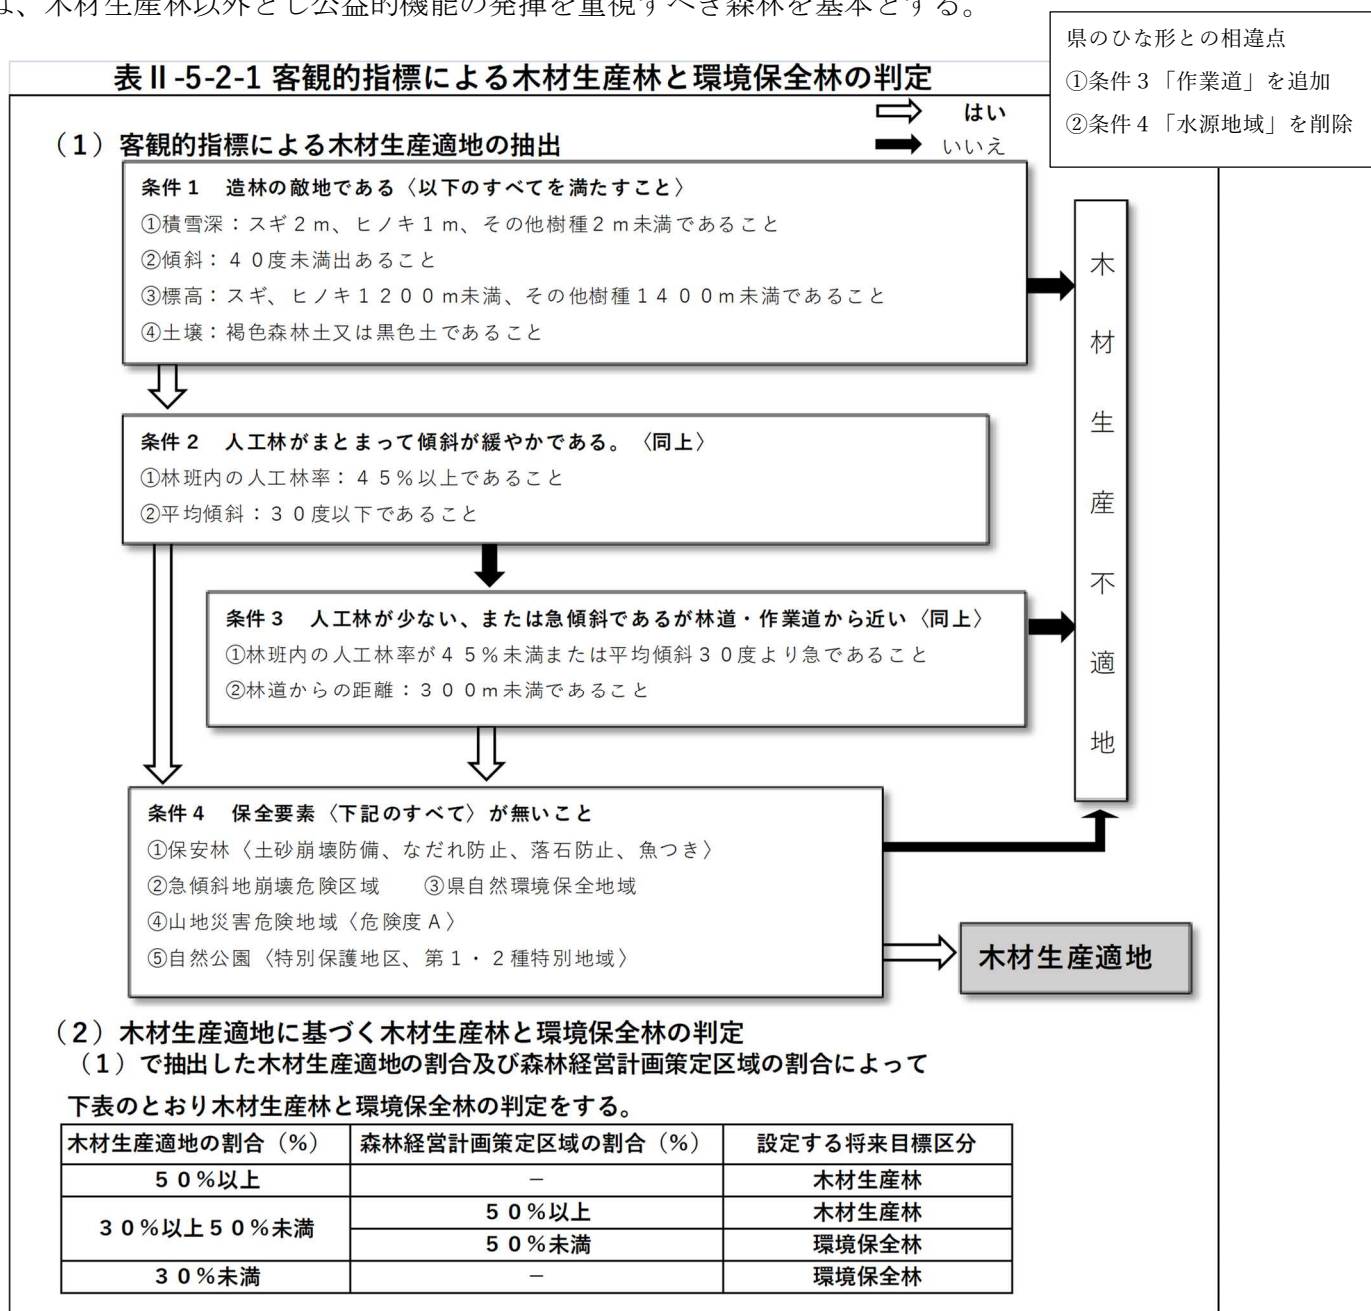 は、木材生産林以外とし公益的機能の発揮を重視すべき森林を基本とする。
県のひな形との相違点
①条件３「作業道」を追加
②条件４「水源地域」を削除
表Ⅱ-5-2-1 客観的指標による木材生産林と環境保全林の判定
はい
いいえ
（１）客観的指標による木材生産適地の抽出
条件１　造林の敵地である〈以下のすべてを満たすこと〉
①積雪深：スギ２ｍ、ヒノキ１ｍ、その他樹種２ｍ未満であること
②傾斜：４０度未満出あること
③標高：スギ、ヒノキ１２００ｍ未満、その他樹種１４００ｍ未満であること
④土壌：褐色森林土又は黒色土であること
木材生産不適地
条件２　人工林がまとまって傾斜が緩やかである。〈同上〉
①林班内の人工林率：４５％以上であること
②平均傾斜：３０度以下であること
条件３　人工林が少ない、または急傾斜であるが林道・作業道から近い〈同上〉
①林班内の人工林率が４５％未満または平均傾斜３０度より急であること
②林道からの距離：３００ｍ未満であること
条件４　保全要素〈下記のすべて〉が無いこと
①保安林〈土砂崩壊防備、なだれ防止、落石防止、魚つき〉
②急傾斜地崩壊危険区域　　③県自然環境保全地域
④山地災害危険地域〈危険度Ａ〉
⑤自然公園〈特別保護地区、第１・２種特別地域〉
木材生産適地
（２）木材生産適地に基づく木材生産林と環境保全林の判定
（１）で抽出した木材生産適地の割合及び森林経営計画策定区域の割合によって
下表のとおり木材生産林と環境保全林の判定をする。
木材生産適地の割合（%）　森林経営計画策定区域の割合（%）　設定する将来目標区分
５０%以上　－　木材生産林
３０%以上５０%未満　５０%以上　木材生産林
５０%未満　環境保全林
３０%未満　－　環境保全林